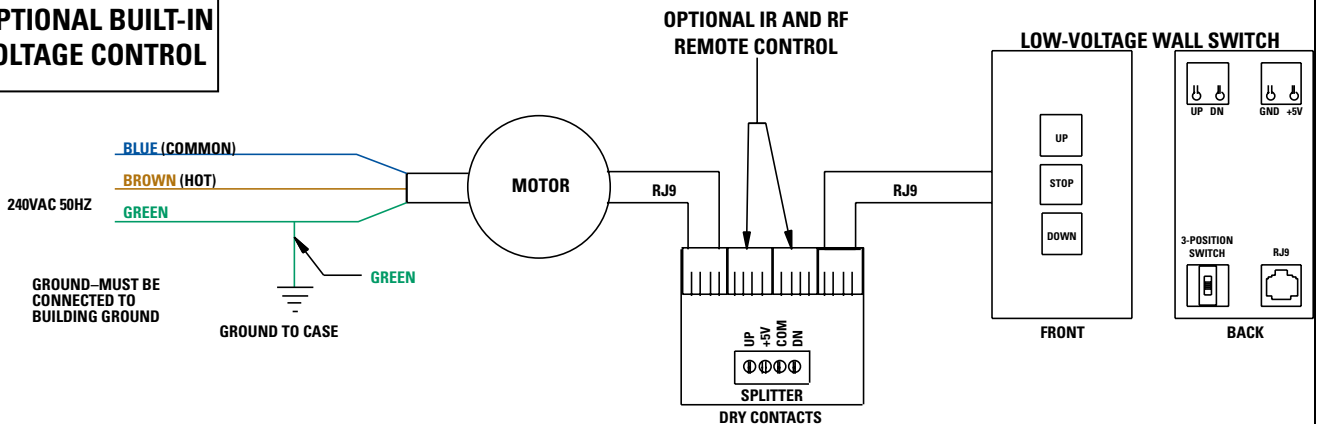 PTIONAL BUILT-IN
OLTAGE CONTROL
OPTIONAL IR AND RF
REMOTE CONTROL
LOW-VOLTAGE WALL SWITCH
240VAC 50HZ
BLUE (COMMON)
BROWN (HOT)
GREEN
GREEN
GROUND–MUST BE
CONNECTED TO
BUILDING GROUND
GROUND TO CASE
MOTOR
RJ9
RJ9
UP
+5V
COM
DN
SPLITTER
DRY CONTACTS
UP
STOP
DOWN
FRONT
UP DN
GND +5V
3-POSITION
SWITCH
RJ9
BACK